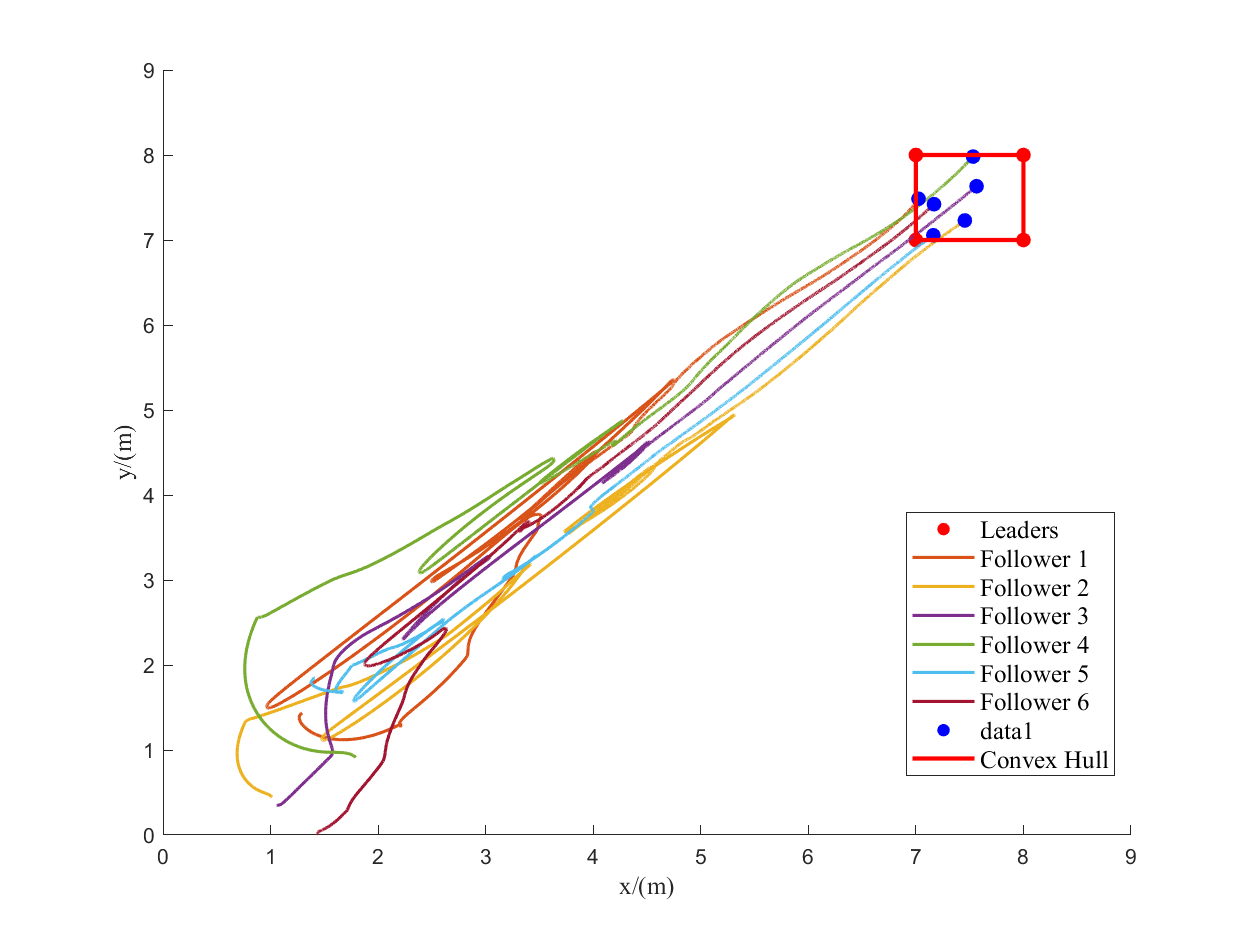 9
8
7
6
5
4
3
2
1
0
y/(m)
0 1 2 3 4 5 6 7 8 9
x/(m)
Leaders
Follower 1
Follower 2
Follower 3
Follower 4
Follower 5
Follower 6
data1
Convex Hull